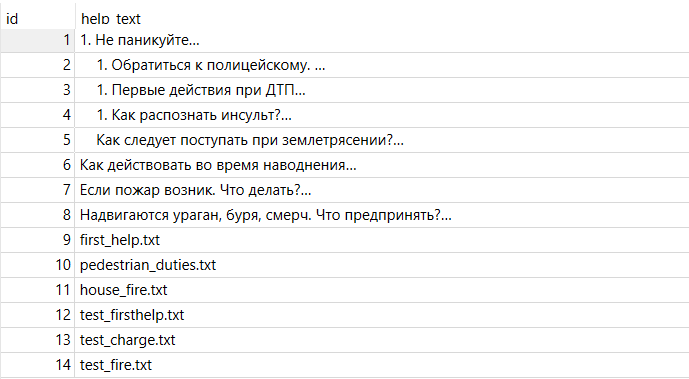 id help_text
1 1. Не паникуйте...
2 1. Обратиться к полицейскому. ...
3 1. Первые действия при ДТП...
4 1. Как распознать инсульт?...
5 Как следует поступать при землетрясении?...
6 Как действовать во время наводнения...
7 Если пожар возник. Что делать?...
8 Надвигаются ураган, буря, смерч. Что предпринять?...
9 first_help.txt
10 pedestrian_duties.txt
11 house_fire.txt
12 test_firsthelp.txt
13 test_charge.txt
14 test_fire.txt